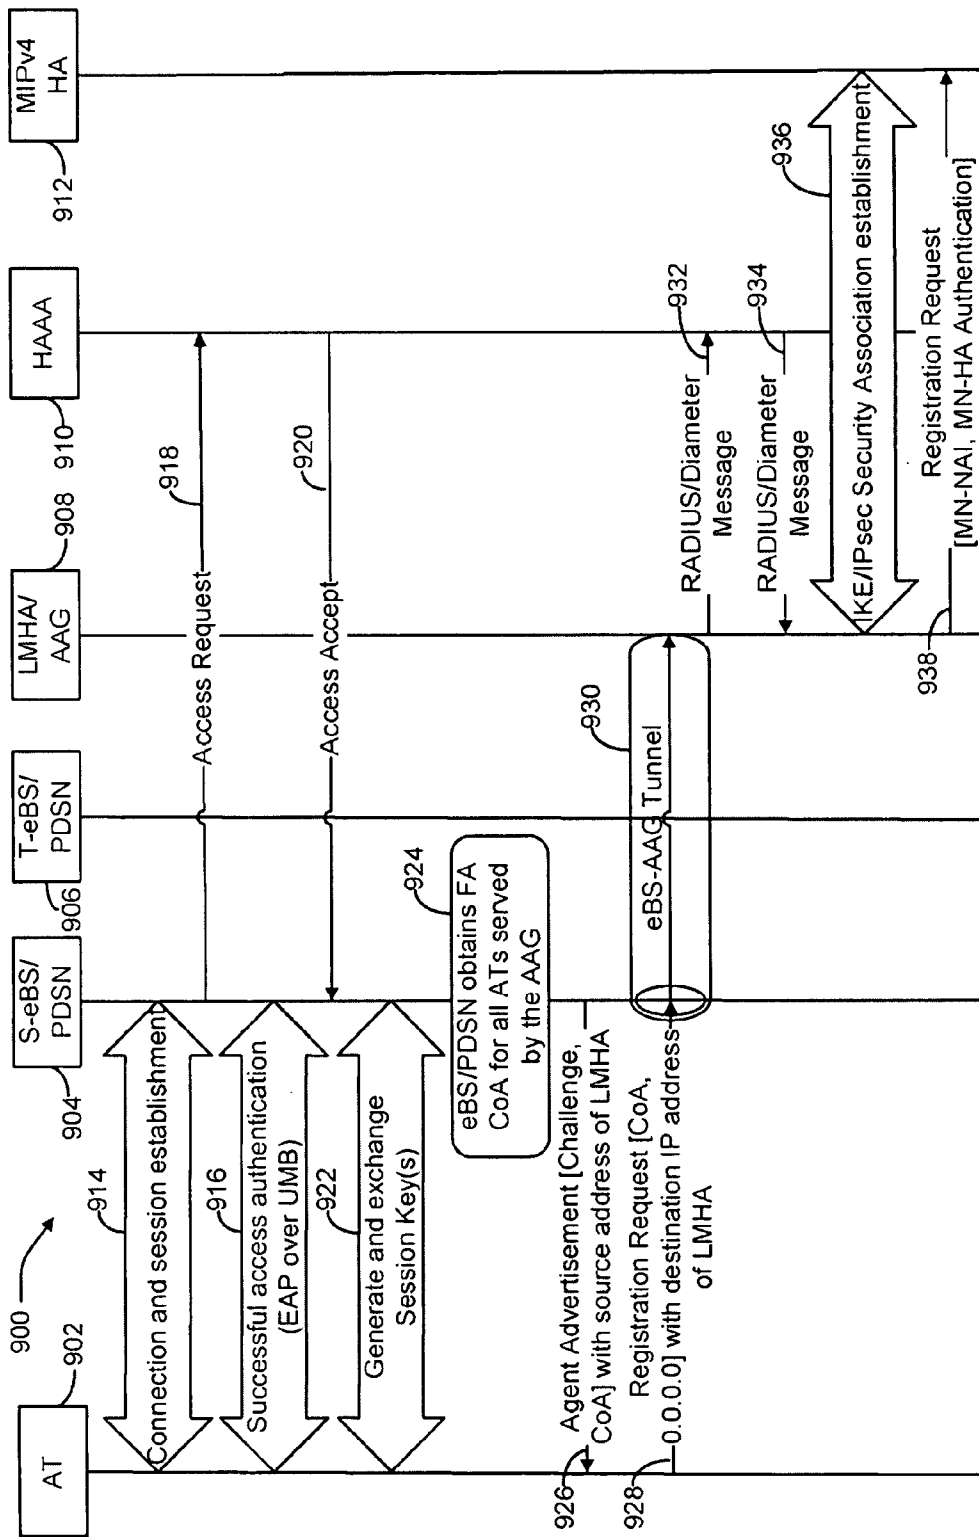 900
902
AT
904
S-eBS/
PDSN
906
T-eBS/
PDSN
908
LMHA/
AAG
910
HAAA
912
MIPv4
HA
914
Connection and session establishment
916
Successful access authentication
(EAP over UMB)
Access Request
918
Access Accept
920
922
Generate and exchange
Session Key(s)
924
eBS/PDSN obtains FA
CoA for all ATs served
by the AAG
926
Agent Advertisement [Challenge,
CoA] with source address of LMHA
928
Registration Request [CoA,
0.0.0.0] with destination IP address
of LMHA
930
eBS-AAG Tunnel
932
RADIUS/Diameter
Message
934
RADIUS/Diameter
Message
936
IKE/IPsec Security Association establishment
938
Registration Request
[MN-NAI, MN-HA Authentication]